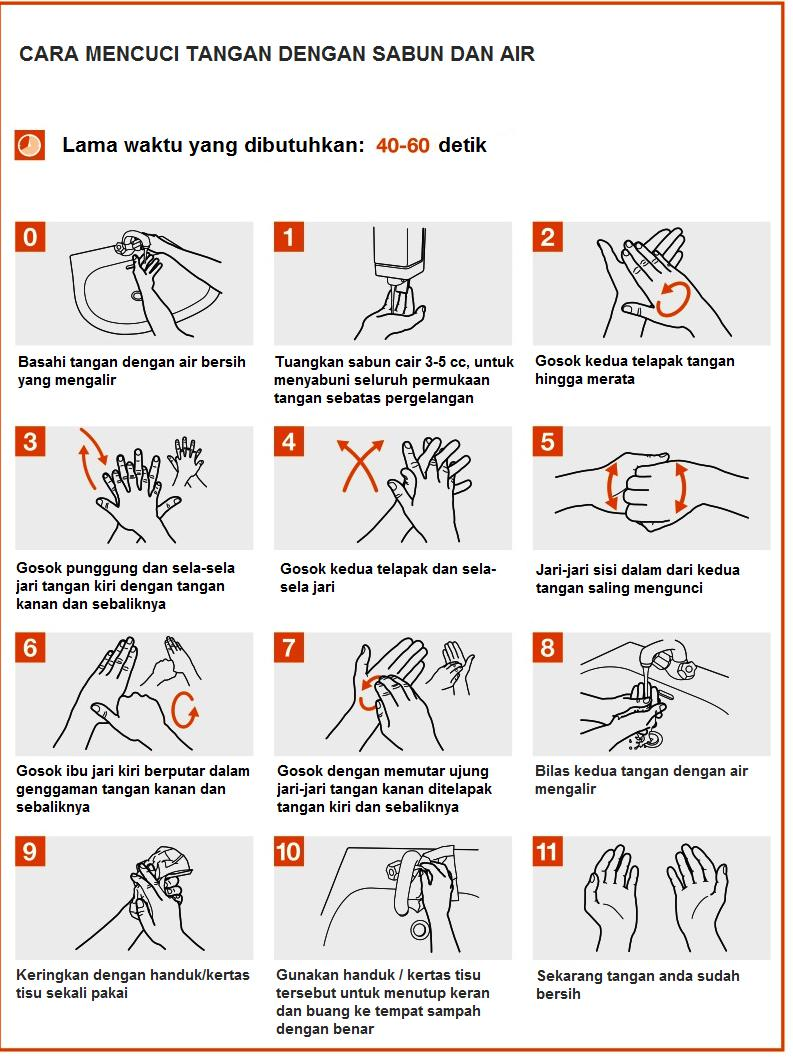 CARA MENCUCI TANGAN DENGAN SABUN DAN AIR
Lama waktu yang dibutuhkan: 40-60 detik
0
Basahi tangan dengan air bersih
yang mengalir
1
Tuangkan sabun cair 3-5 cc, untuk
menyabuni seluruh permukaan
tangan sebatas pergelangan
2
Gosok kedua telapak tangan
hingga merata
3
Gosok punggung dan sela-sela
jari tangan kiri dengan tangan
kanan dan sebaliknya
4
Gosok kedua telapak dan sela-
sela jari
5
Jari-jari sisi dalam dari kedua
tangan saling mengunci
6
Gosok ibu jari kiri berputar dalam
genggaman tangan kanan dan
sebaliknya
7
Gosok dengan memutar ujung
jari-jari tangan kanan ditelapak
tangan kiri dan sebaliknya
8
Bilas kedua tangan dengan air
mengalir
9
Keringkan dengan handuk/kertas
tisu sekali pakai
10
Gunakan handuk / kertas tisu
tersebut untuk menutup keran
dan buang ke tempat sampah
dengan benar
11
Sekarang tangan anda sudah
bersih